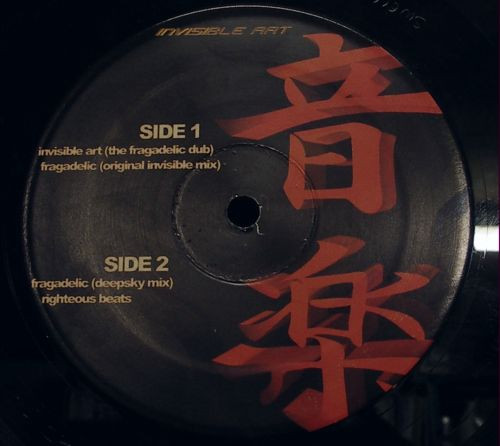 INVISIBLE ART
SIDE 1
invisible art (the fragadelic dub)
fragadelic (original invisible mix)
SIDE 2
fragadelic (deepsky mix)
righteous beats
音楽